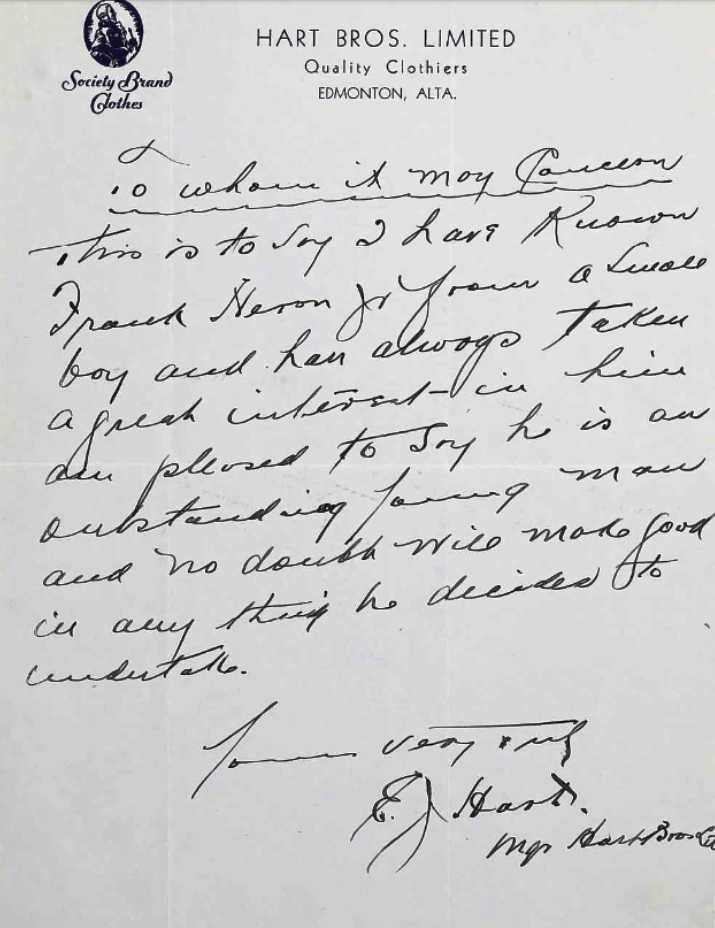 Society Brand
Clothes
HART BROS. LIMITED
Quality Clothiers
EDMONTON, ALTA.
To whom it may Concern
This is to say I have Known
Frank Heron Jr from a small
boy and has always taken
a great interest in him
am pleased to say he is an
outstanding young man
and no doubt will make good
in any thing he decides to
undertake.
Yours very truly
E. J. Hart.
Mgr Hart Bros Ltd